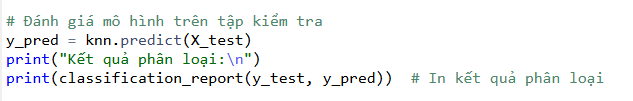 # Đánh giá mô hình trên tập kiểm tra
y_pred = knn.predict(X_test)
print("Kết quả phân loại:\n")
print(classification_report(y_test, y_pred))  # In kết quả phân loại